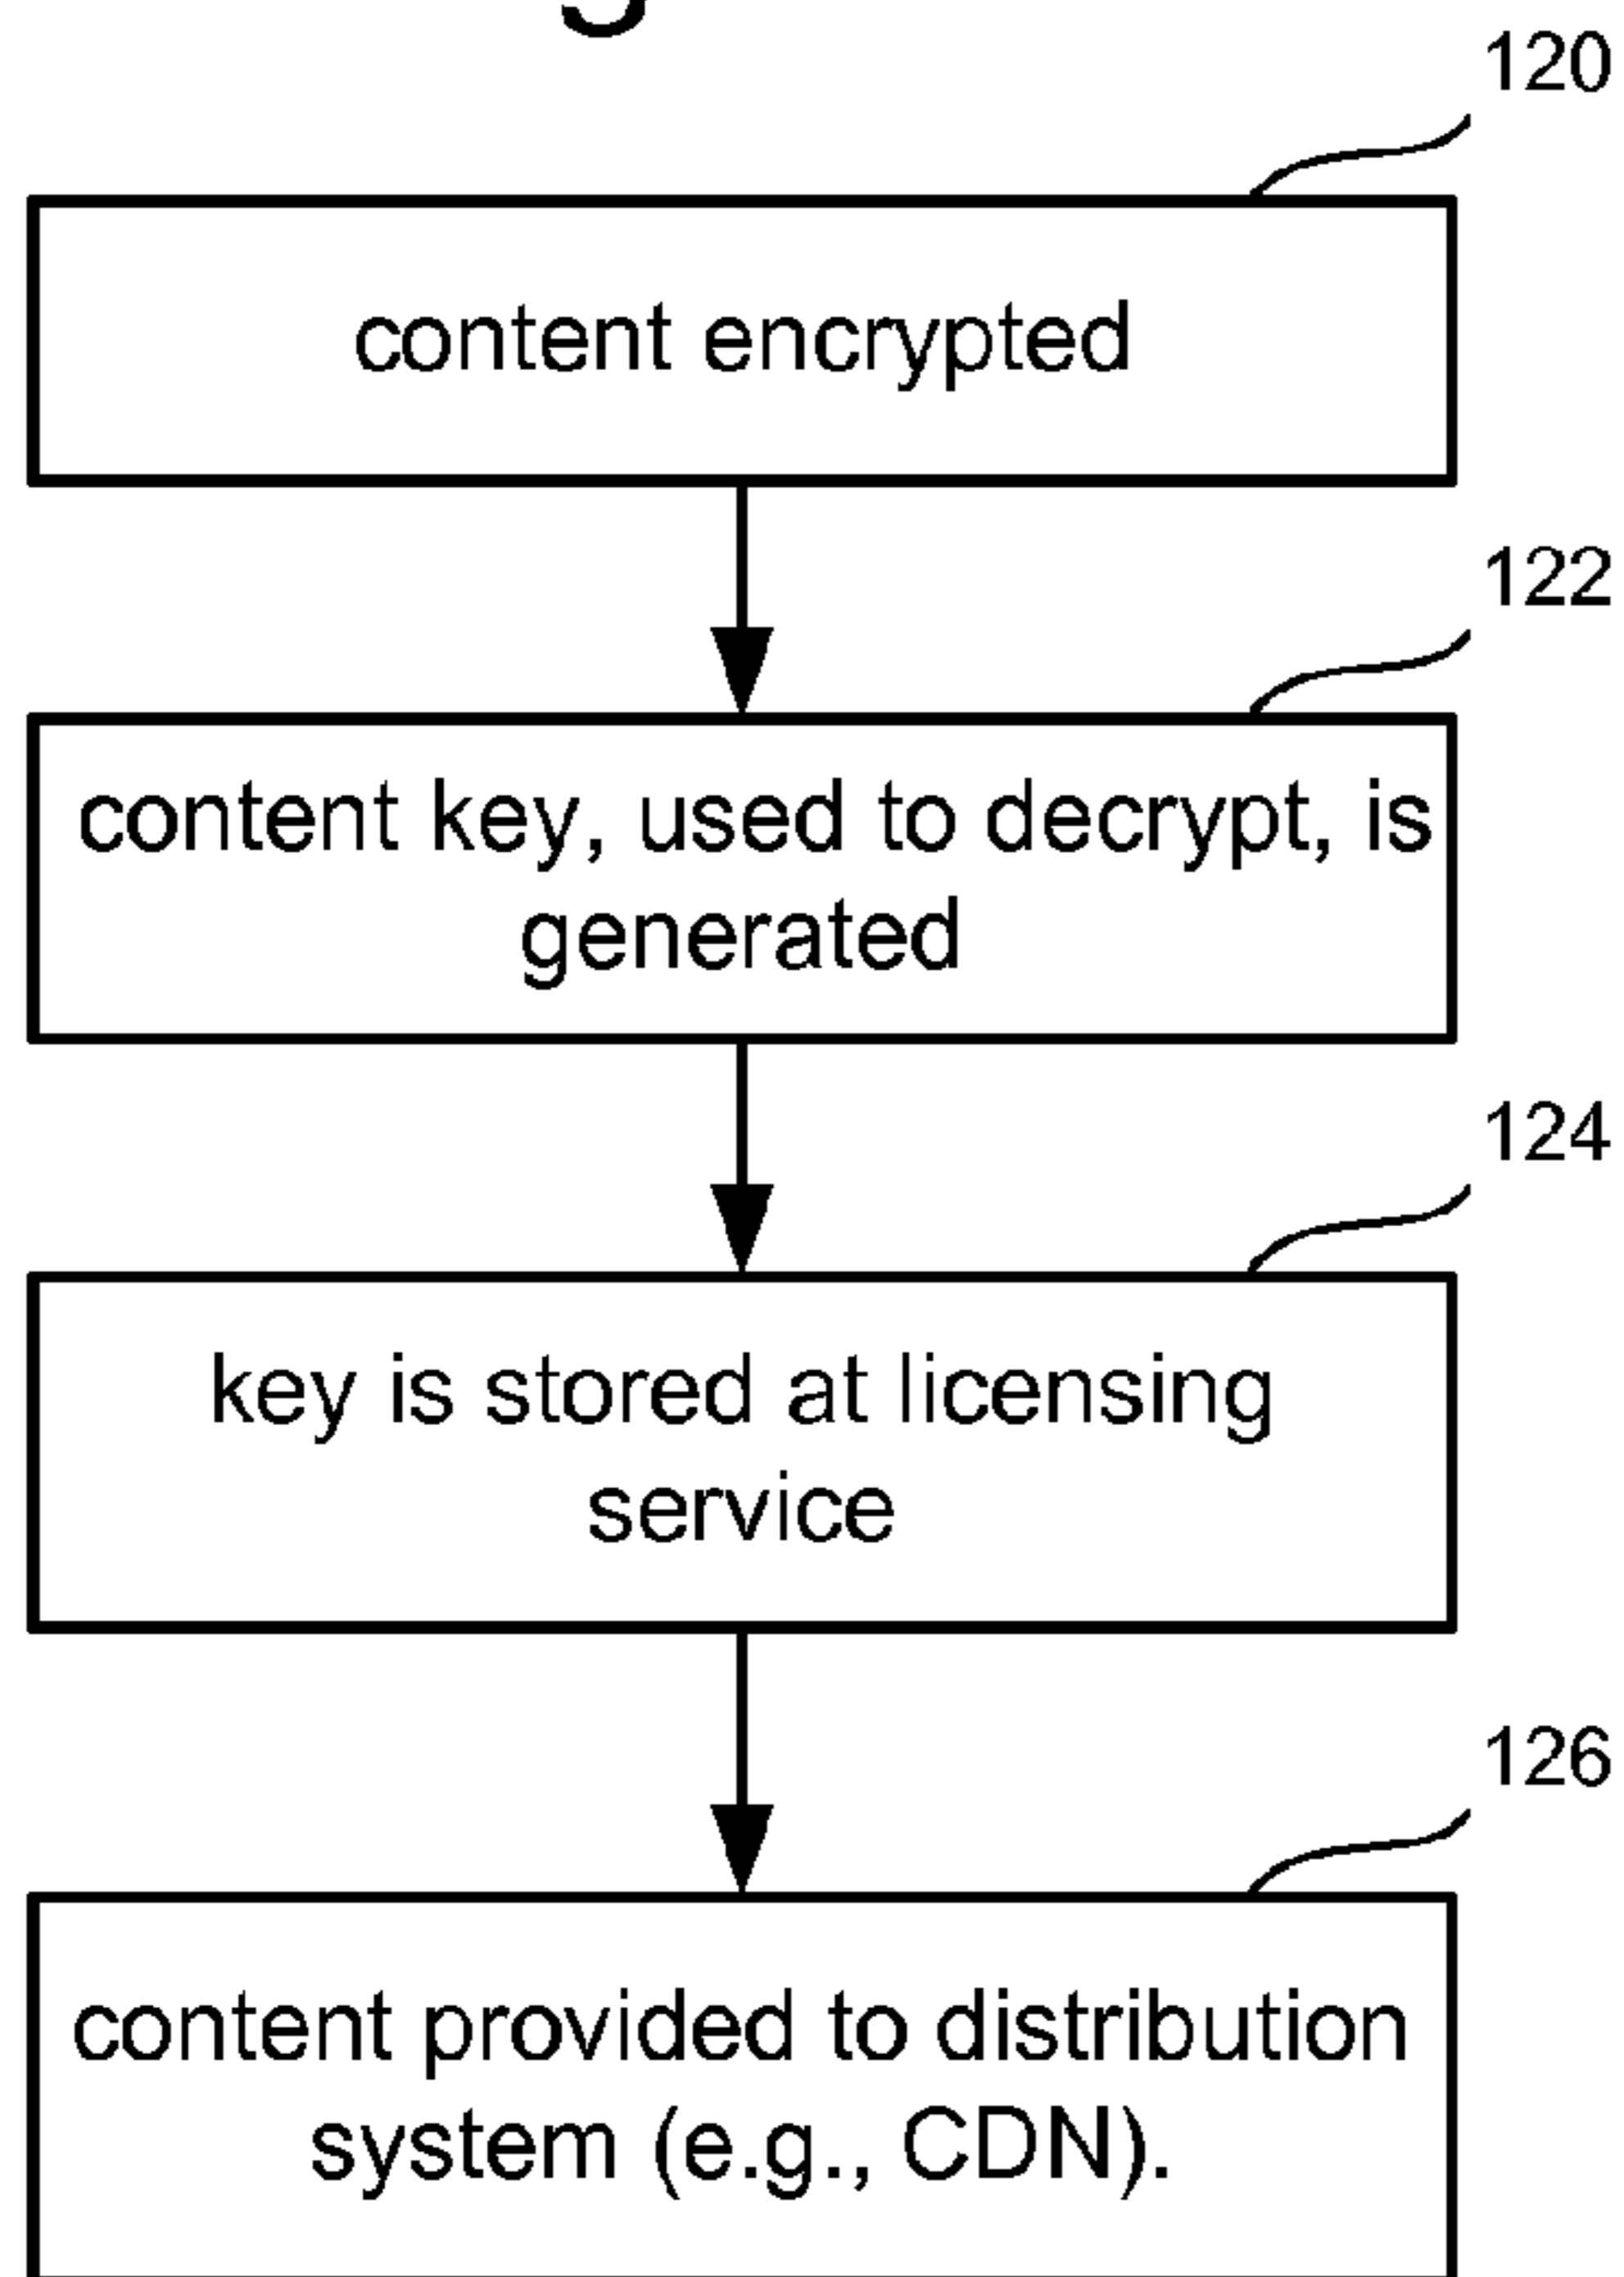 120
content encrypted
122
content key, used to decrypt, is
generated
124
key is stored at licensing
service
126
content provided to distribution
system (e.g., CDN).